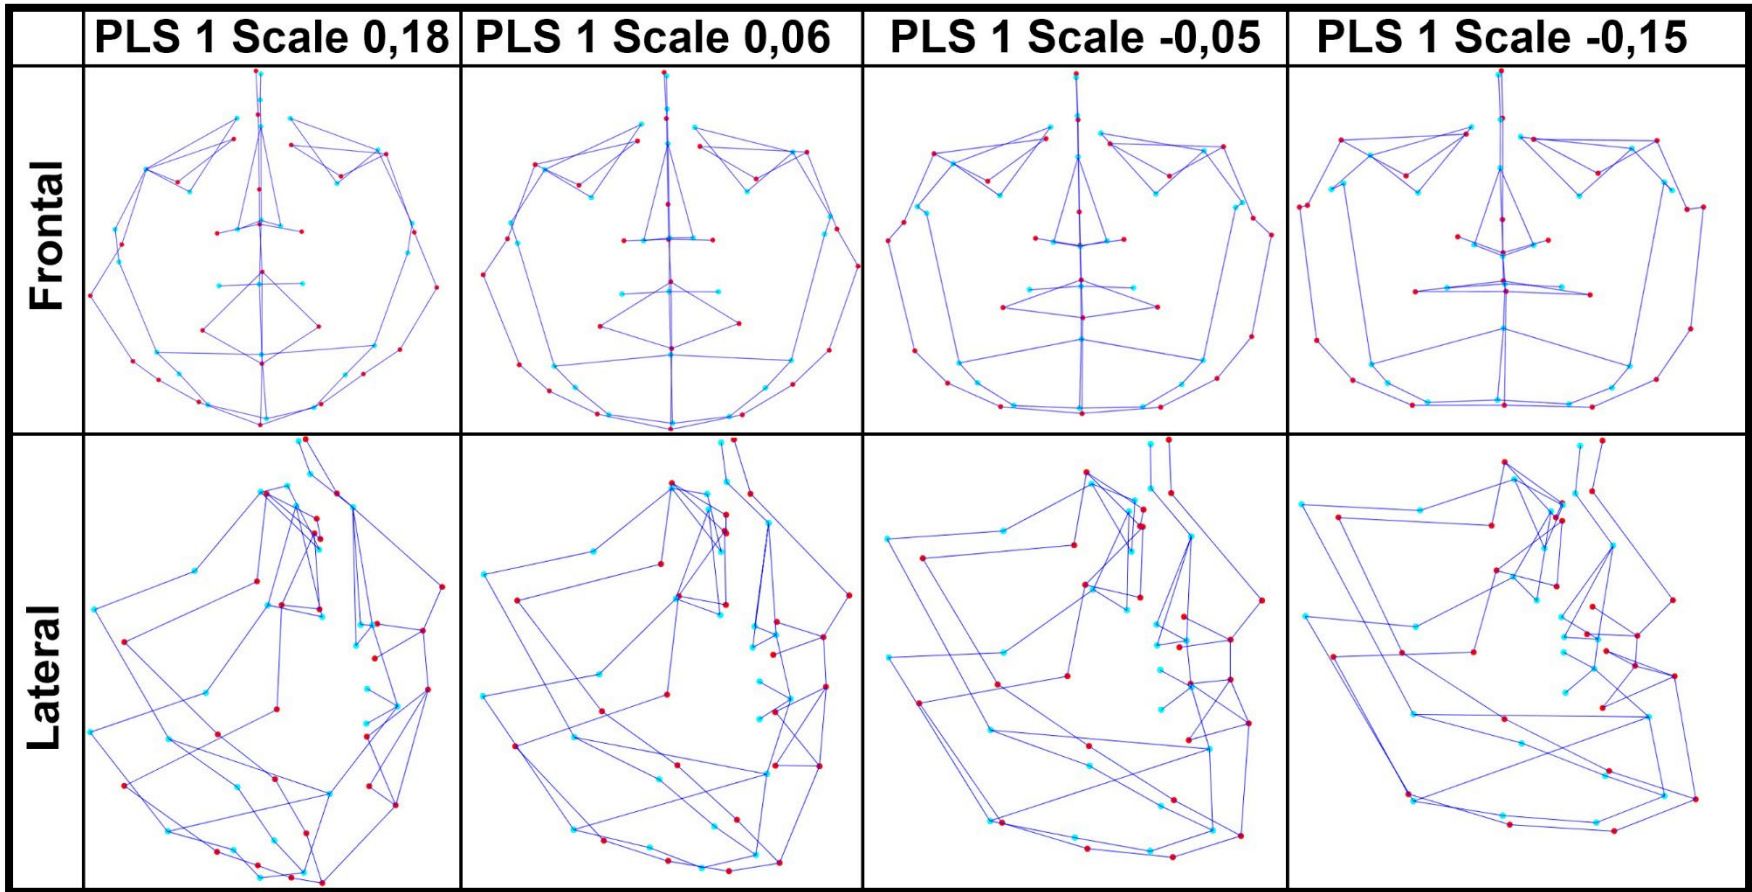 PLS 1 Scale 0,18
PLS 1 Scale 0,06
PLS 1 Scale -0,05
PLS 1 Scale -0,15
Frontal
Lateral